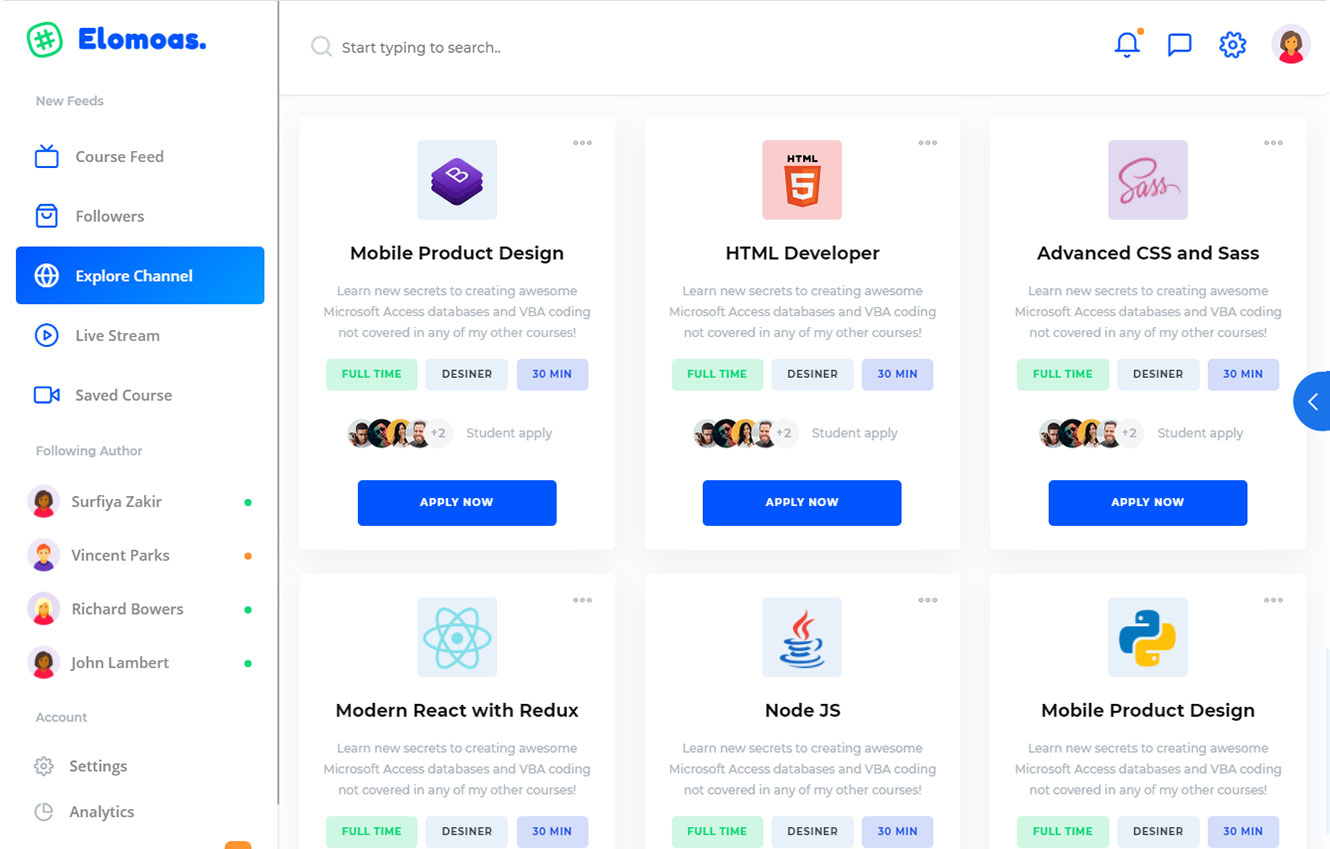 Elomoas.
New Feeds
Course Feed
Followers
Explore Channel
Live Stream
Saved Course
Following Author
Surfiya Zakir
Vincent Parks
Richard Bowers
John Lambert
Account
Settings
Analytics
Start typing to search..
B
Mobile Product Design
Learn new secrets to creating awesome
Microsoft Access databases and VBA coding
not covered in any of my other courses!
FULL TIME
DESINER
30 MIN
+2
Student apply
APPLY NOW
HTML
5
HTML Developer
Learn new secrets to creating awesome
Microsoft Access databases and VBA coding
not covered in any of my other courses!
FULL TIME
DESINER
30 MIN
+2
Student apply
APPLY NOW
Sass
Advanced CSS and Sass
Learn new secrets to creating awesome
Microsoft Access databases and VBA coding
not covered in any of my other courses!
FULL TIME
DESINER
30 MIN
+2
Student apply
APPLY NOW
Modern React with Redux
Learn new secrets to creating awesome
Microsoft Access databases and VBA coding
not covered in any of my other courses!
FULL TIME
DESINER
30 MIN
Node JS
Learn new secrets to creating awesome
Microsoft Access databases and VBA coding
not covered in any of my other courses!
FULL TIME
DESINER
30 MIN
Mobile Product Design
Learn new secrets to creating awesome
Microsoft Access databases and VBA coding
not covered in any of my other courses!
FULL TIME
DESINER
30 MIN